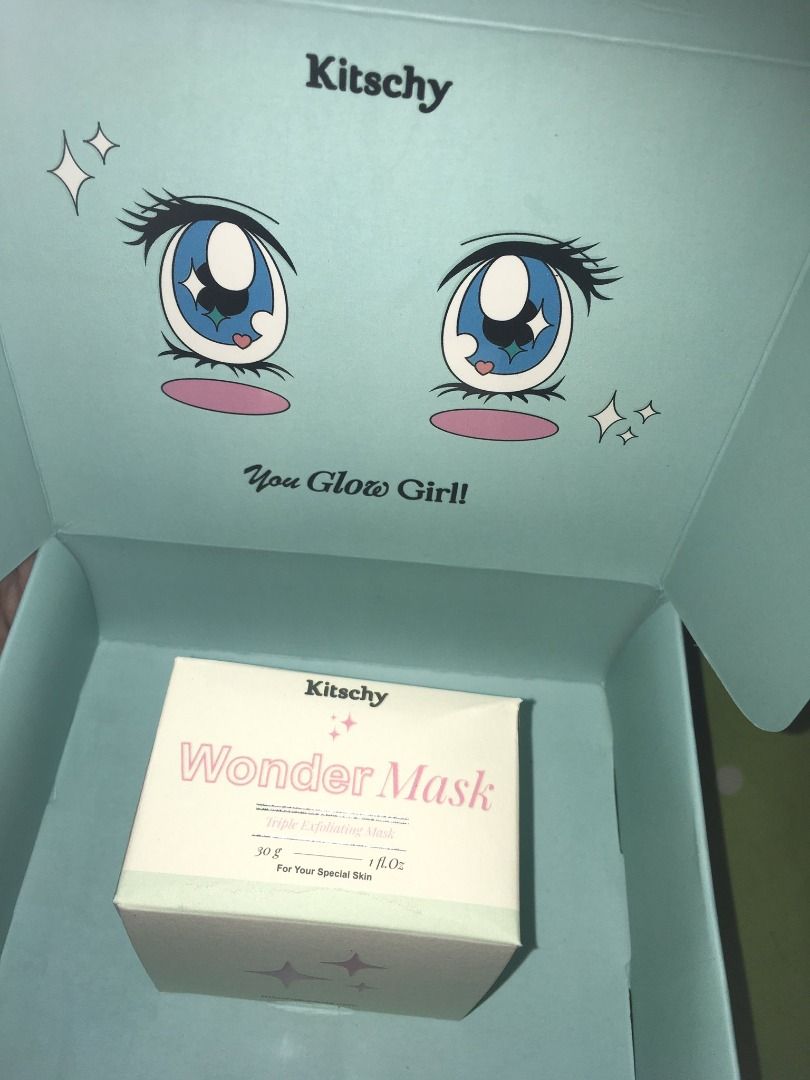 Kitschy
You Glow Girl!
Kitschy
Wonder Mask
Triple Exfoliating Mask
30 g 1 fl.Oz
For Your Special Skin